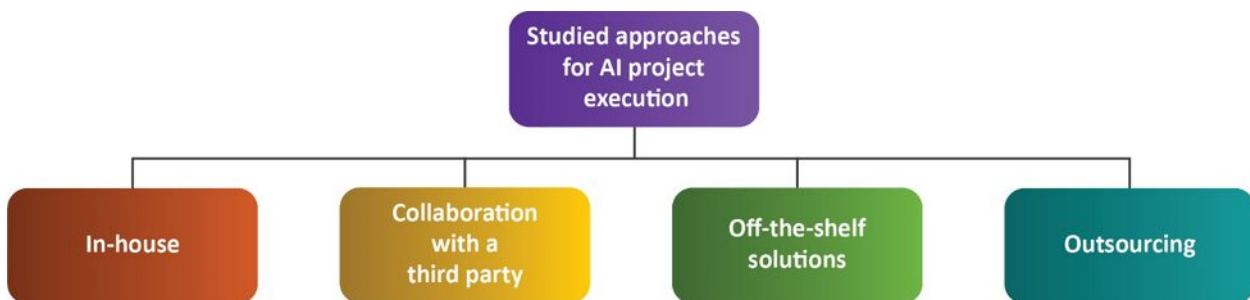 Studied approaches
for AI project
execution
In-house
Collaboration
with a
third party
Off-the-shelf
solutions
Outsourcing